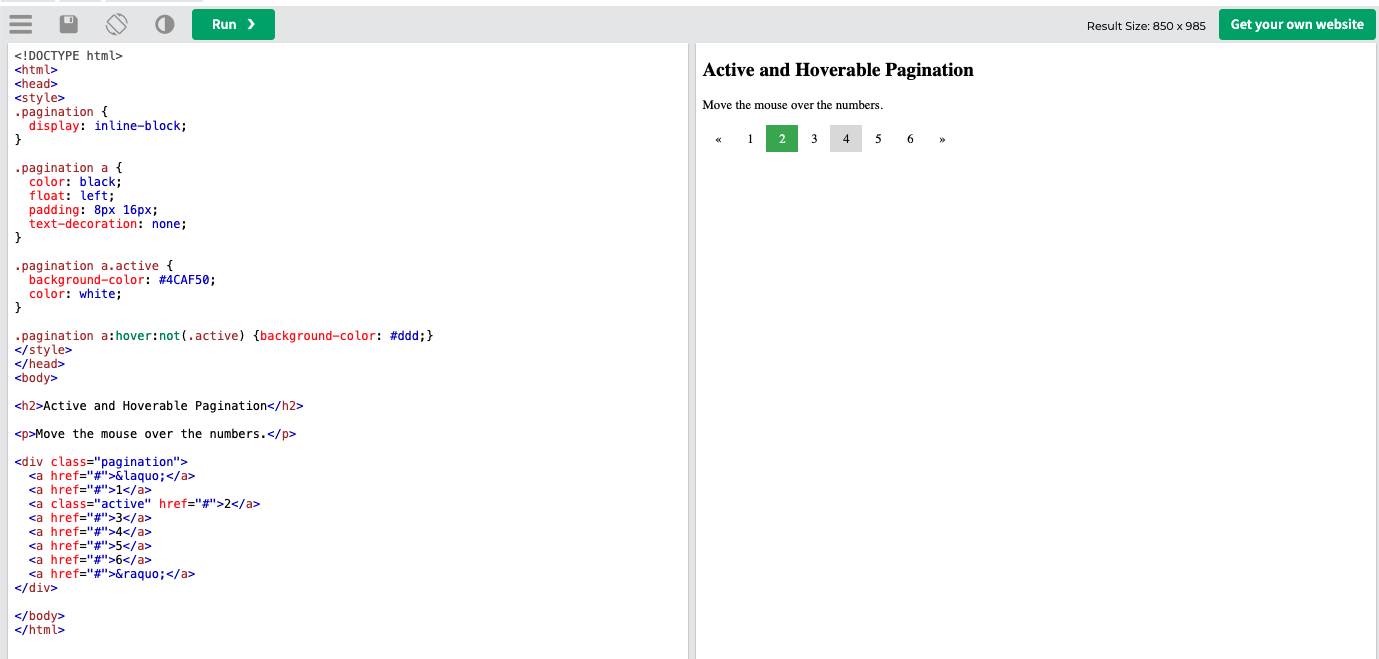 Run ❯
Result Size: 850 x 985
Get your own website
<!DOCTYPE html>
<html>
<head>
<style>
.pagination {
  display: inline-block;
}

.pagination a {
  color: black;
  float: left;
  padding: 8px 16px;
  text-decoration: none;
}

.pagination a.active {
  background-color: #4CAF50;
  color: white;
}

.pagination a:hover:not(.active) {background-color: #ddd;}
</style>
</head>
<body>

<h2>Active and Hoverable Pagination</h2>

<p>Move the mouse over the numbers.</p>

<div class="pagination">
  <a href="#">&laquo;</a>
  <a href="#">1</a>
  <a class="active" href="#">2</a>
  <a href="#">3</a>
  <a href="#">4</a>
  <a href="#">5</a>
  <a href="#">6</a>
  <a href="#">&raquo;</a>
</div>

</body>
</html>
Active and Hoverable Pagination
Move the mouse over the numbers.
« 1 2 3 4 5 6 »